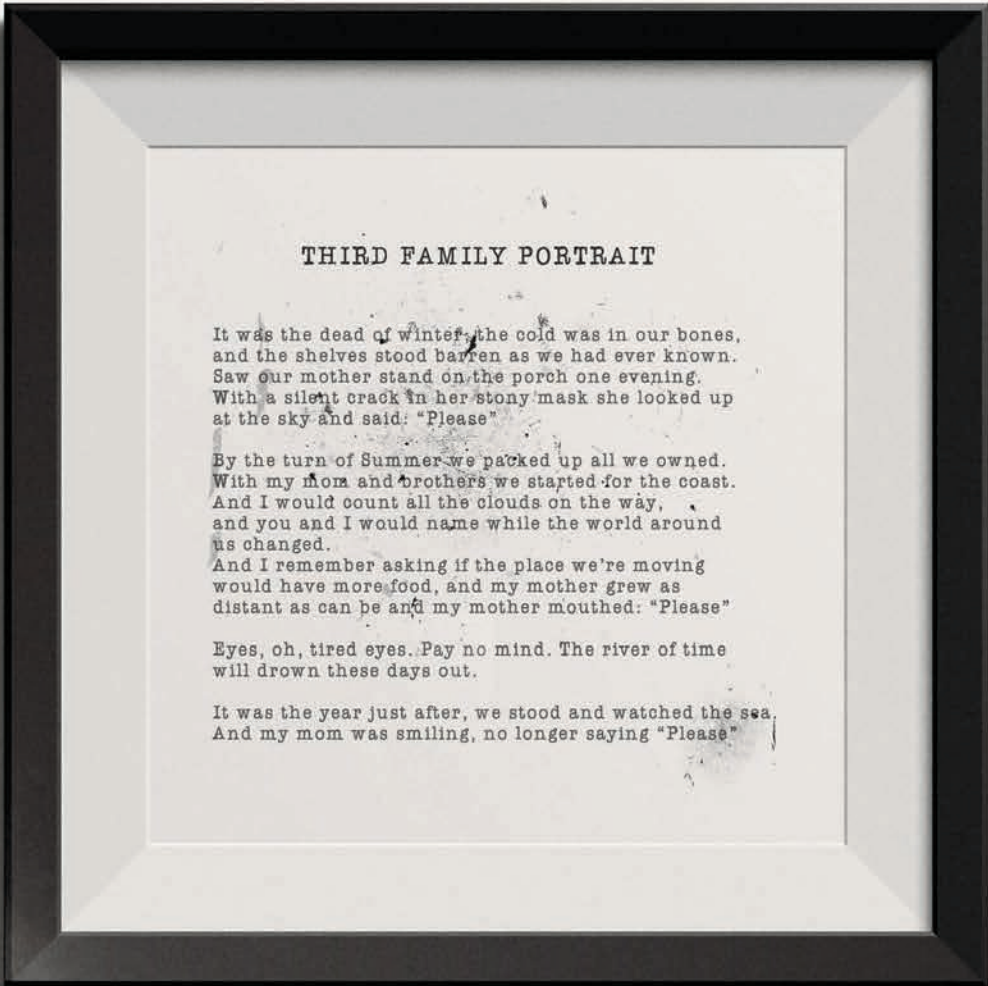 THIRD FAMILY PORTRAIT
It was the dead of winter, the cold was in our bones,
and the shelves stood barren as we had ever known.
Saw our mother stand on the porch one evening.
With a silent crack in her stony mask she looked up
at the sky and said: “Please”
By the turn of Summer we packed up all we owned.
With my mom and brothers we started for the coast.
And I would count all the clouds on the way,
and you and I would name while the world around
us changed.
And I remember asking if the place we’re moving
would have more food, and my mother grew as
distant as can be and my mother mouthed: “Please”
Eyes, oh, tired eyes. Pay no mind. The river of time
will drown these days out.
It was the year just after, we stood and watched the sea.
And my mom was smiling, no longer saying “Please”